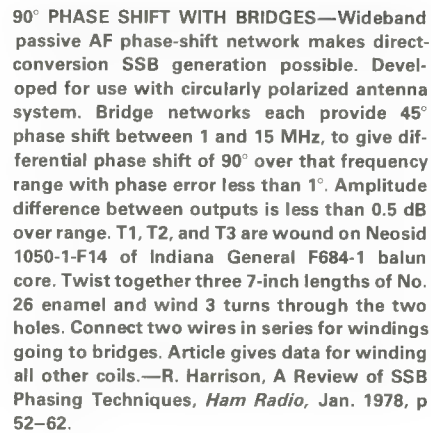 90° PHASE SHIFT WITH BRIDGES—Wideband
passive AF phase-shift network makes direct-
conversion SSB generation possible. Devel-
oped for use with circularly polarized antenna
system. Bridge networks each provide 45°
phase shift between 1 and 15 MHz, to give dif-
ferential phase shift of 90° over that frequency
range with phase error less than 1°. Amplitude
difference between outputs is less than 0.5 dB
over range. T1, T2, and T3 are wound on Neosid
1050-1-F14 of Indiana General F684-1 balun
core. Twist together three 7-inch lengths of No.
26 enamel and wind 3 turns through the two
holes. Connect two wires in series for windings
going to bridges. Article gives data for winding
all other coils.—R. Harrison, A Review of SSB
Phasing Techniques, Ham Radio, Jan. 1978, p
52–62.